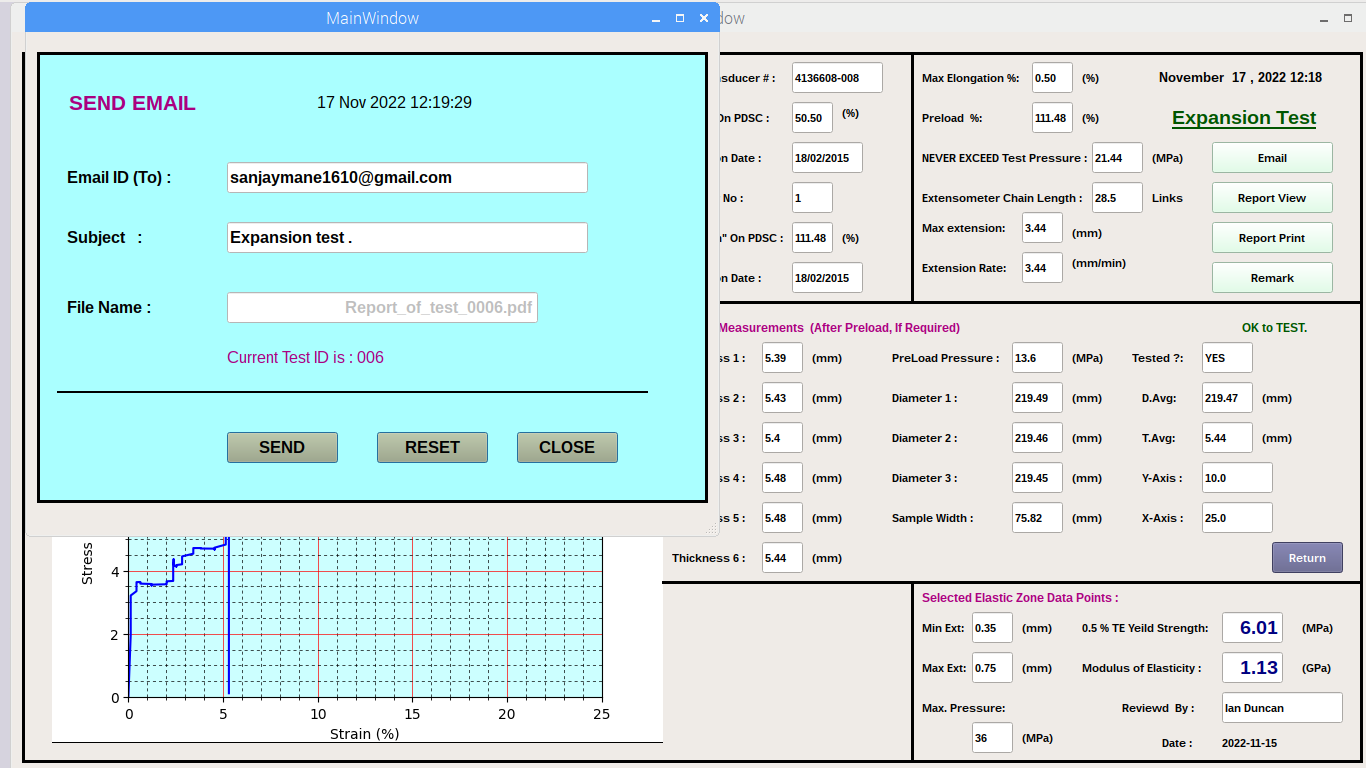 MainWindow
SEND EMAIL
17 Nov 2022 12:19:29
Email ID (To) :
sanjaymane1610@gmail.com
Subject :
Expansion test .
File Name :
Report_of_test_0006.pdf
Current Test ID is : 006
SEND
RESET
CLOSE
4136608-008
Max Elongation %: 0.50 (%)
November 17 , 2022 12:18
On PDSC : 50.50 (%)
Preload %: 111.48 (%)
Expansion Test
Date : 18/02/2015
NEVER EXCEED Test Pressure : 21.44 (MPa)
Email
No : 1
Extensometer Chain Length : 28.5 Links
Report View
On PDSC : 111.48 (%)
Max extension: 3.44 (mm)
Report Print
Date : 18/02/2015
Extension Rate: 3.44 (mm/min)
Remark
Measurements (After Preload, If Required)
OK to TEST.
1 : 5.39 (mm)
PreLoad Pressure : 13.6 (MPa)
Tested ?: YES
2 : 5.43 (mm)
Diameter 1 : 219.49 (mm)
D.Avg: 219.47 (mm)
3 : 5.4 (mm)
Diameter 2 : 219.46 (mm)
T.Avg: 5.44 (mm)
4 : 5.48 (mm)
Diameter 3 : 219.45 (mm)
Y-Axis : 10.0
5 : 5.48 (mm)
Sample Width : 75.82 (mm)
X-Axis : 25.0
Thickness 6 : 5.44 (mm)
Return
Stress
4
2
0
0 5 10 15 20 25
Strain (%)
Selected Elastic Zone Data Points :
Min Ext: 0.35 (mm)
0.5 % TE Yeild Strength: 6.01 (MPa)
Max Ext: 0.75 (mm)
Modulus of Elasticity : 1.13 (GPa)
Max. Pressure:
Reviewd By : Ian Duncan
36 (MPa)
Date : 2022-11-15